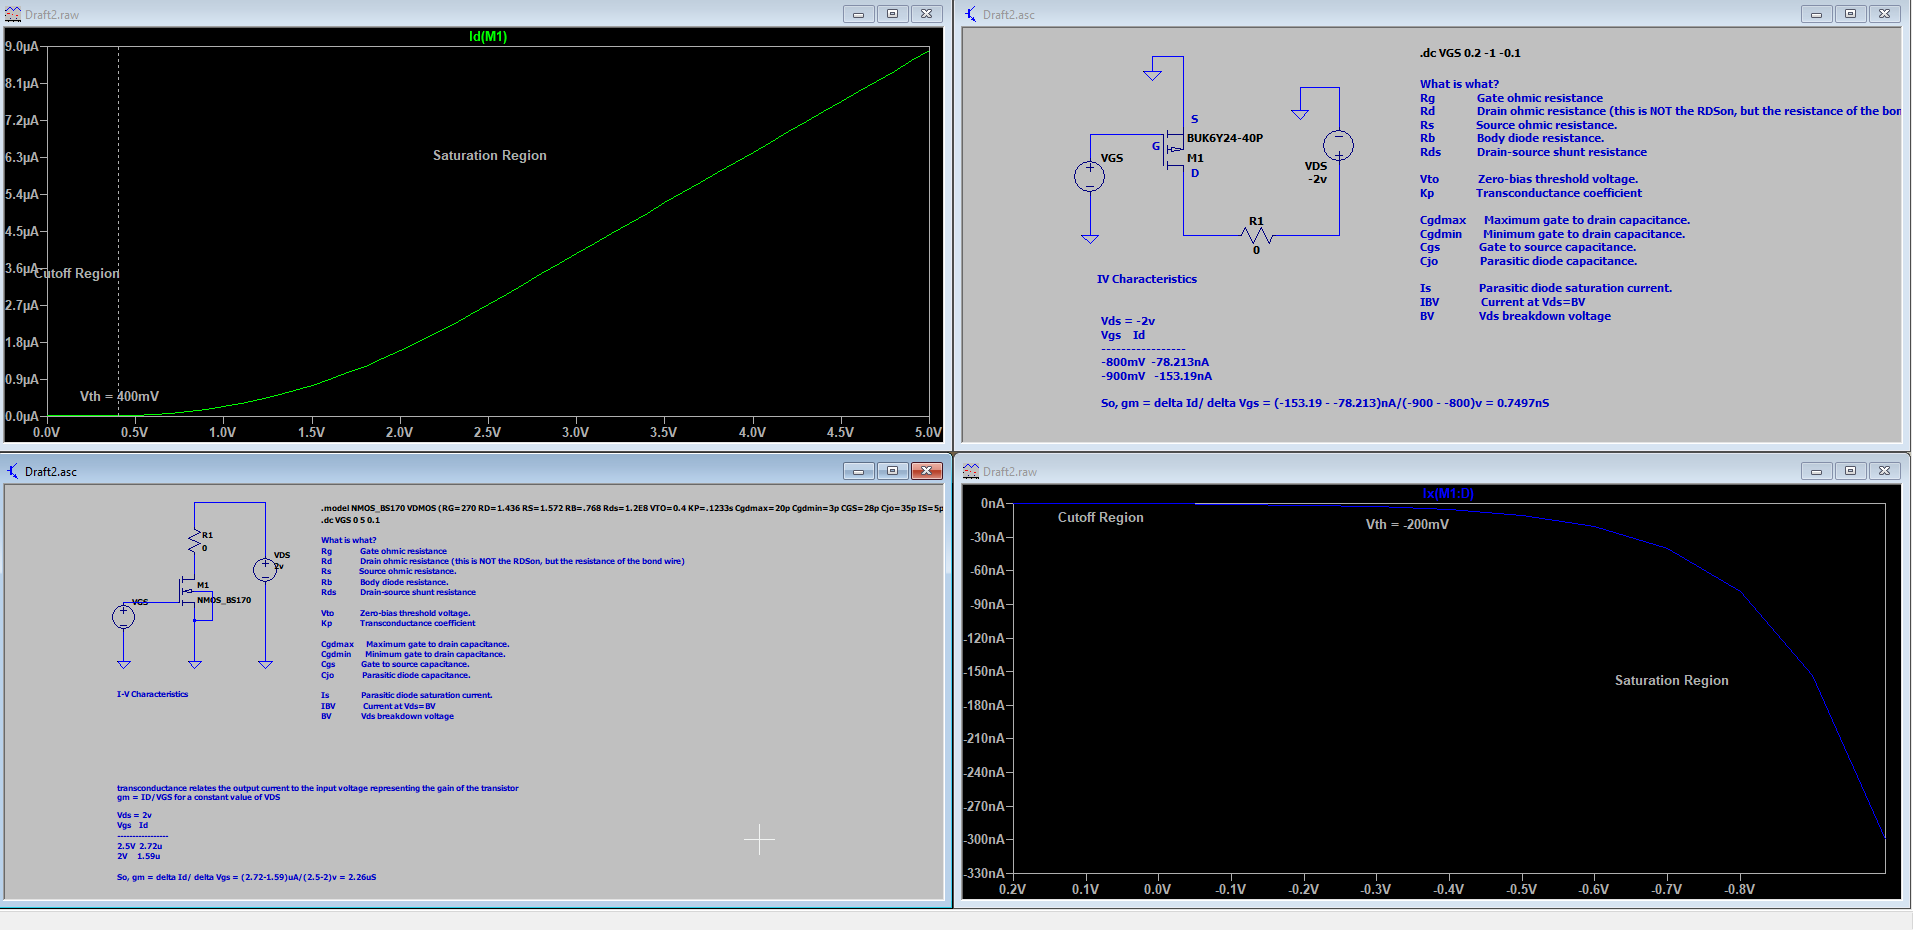 Draft2.raw
Id(M1)
9.0µA
8.1µA
7.2µA
6.3µA
5.4µA
4.5µA
3.6µA
2.7µA
1.8µA
0.9µA
0.0µA
Saturation Region
Cutoff Region
Vth = 400mV
0.0V 0.5V 1.0V 1.5V 2.0V 2.5V 3.0V 3.5V 4.0V 4.5V 5.0V
Draft2.asc
.dc VGS 0.2 -1 -0.1
S
BUK6Y24-40P
G
M1
D
VGS
VDS
-2v
R1
0
What is what?
Rg Gate ohmic resistance
Rd Drain ohmic resistance (this is NOT the RDSon, but the resistance of the bon
Rs Source ohmic resistance.
Rb Body diode resistance.
Rds Drain-source shunt resistance
Vto Zero-bias threshold voltage.
Kp Transconductance coefficient
Cgdmax Maximum gate to drain capacitance.
Cgdmin Minimum gate to drain capacitance.
Cgs Gate to source capacitance.
Cjo Parasitic diode capacitance.
Is Parasitic diode saturation current.
IBV Current at Vds=BV
BV Vds breakdown voltage
IV Characteristics
Vds = -2v
Vgs Id
-----------------
-800mV -78.213nA
-900mV -153.19nA
So, gm = delta Id/ delta Vgs = (-153.19 - -78.213)nA/(-900 - -800)v = 0.7497nS
Draft2.asc
R1
0
VDS
2v
M1
NMOS_BS170
VGS
.model NMOS_BS170 VDMOS (RG=270 RD=1.436 RS=1.572 RB=.768 Rds=1.2E8 VTO=0.4 KP=.1233s Cgdmax=20p Cgdmin=3p CGS=28p Cjo=35p IS=5p
.dc VGS 0 5 0.1
What is what?
Rg Gate ohmic resistance
Rd Drain ohmic resistance (this is NOT the RDSon, but the resistance of the bond wire)
Rs Source ohmic resistance.
Rb Body diode resistance.
Rds Drain-source shunt resistance
Vto Zero-bias threshold voltage.
Kp Transconductance coefficient
Cgdmax Maximum gate to drain capacitance.
Cgdmin Minimum gate to drain capacitance.
Cgs Gate to source capacitance.
Cjo Parasitic diode capacitance.
Is Parasitic diode saturation current.
IBV Current at Vds=BV
BV Vds breakdown voltage
I-V Characteristics
transconductance relates the output current to the input voltage representing the gain of the transistor
gm = ID/VGS for a constant value of VDS
Vds = 2v
Vgs Id
-----------------
2.5V 2.72u
2V 1.59u
So, gm = delta Id/ delta Vgs = (2.72-1.59)uA/(2.5-2)v = 2.26uS
Draft2.raw
Ix(M1:D)
0nA
-30nA
-60nA
-90nA
-120nA
-150nA
-180nA
-210nA
-240nA
-270nA
-300nA
-330nA
Cutoff Region
Vth = -200mV
Saturation Region
0.2V 0.1V 0.0V -0.1V -0.2V -0.3V -0.4V -0.5V -0.6V -0.7V -0.8V